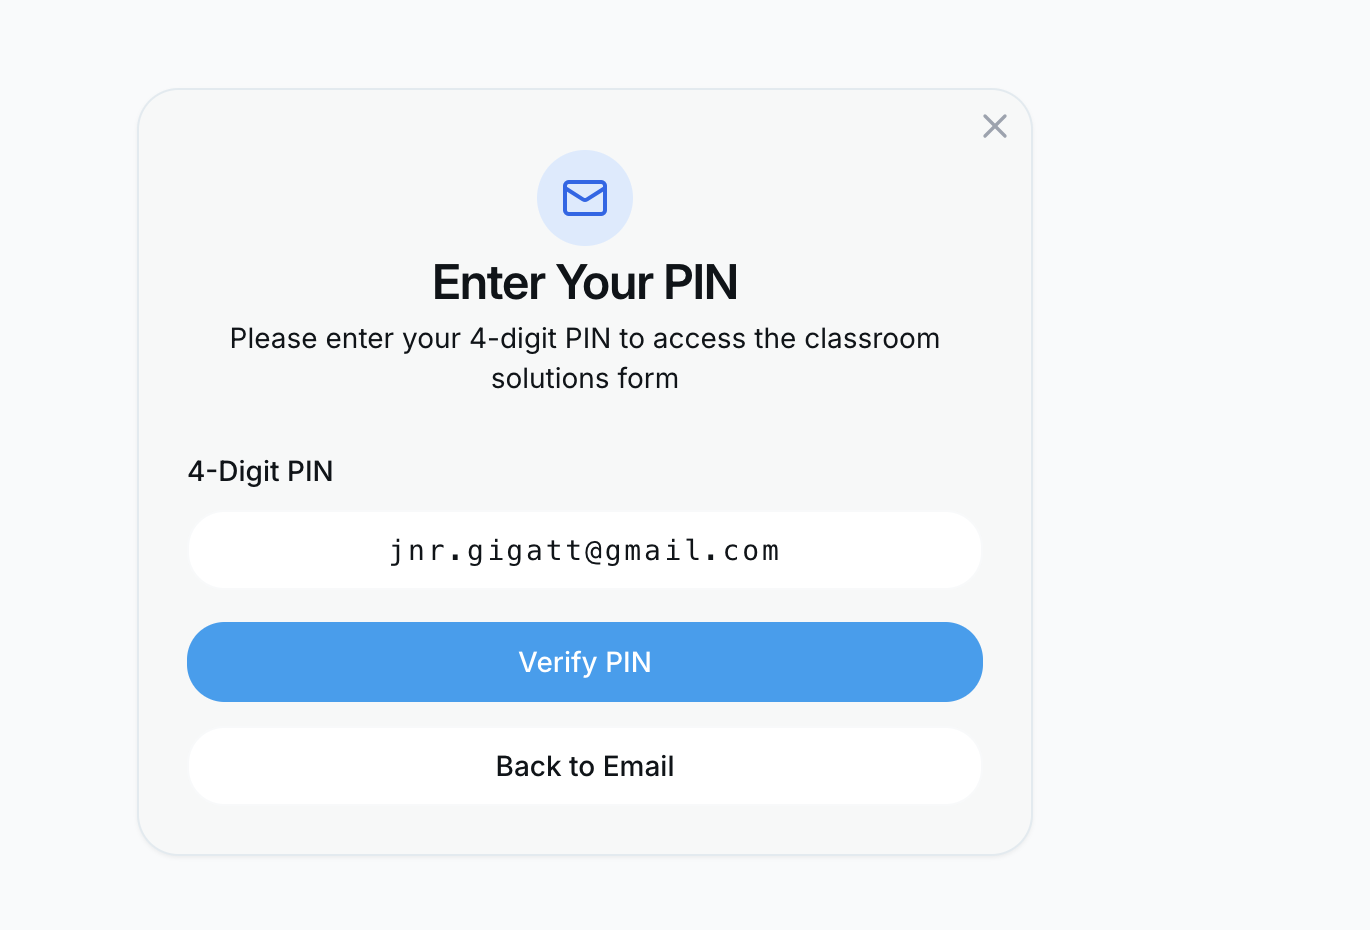 Enter Your PIN
Please enter your 4-digit PIN to access the classroom
solutions form
4-Digit PIN
jnr.gigatt@gmail.com
Verify PIN
Back to Email